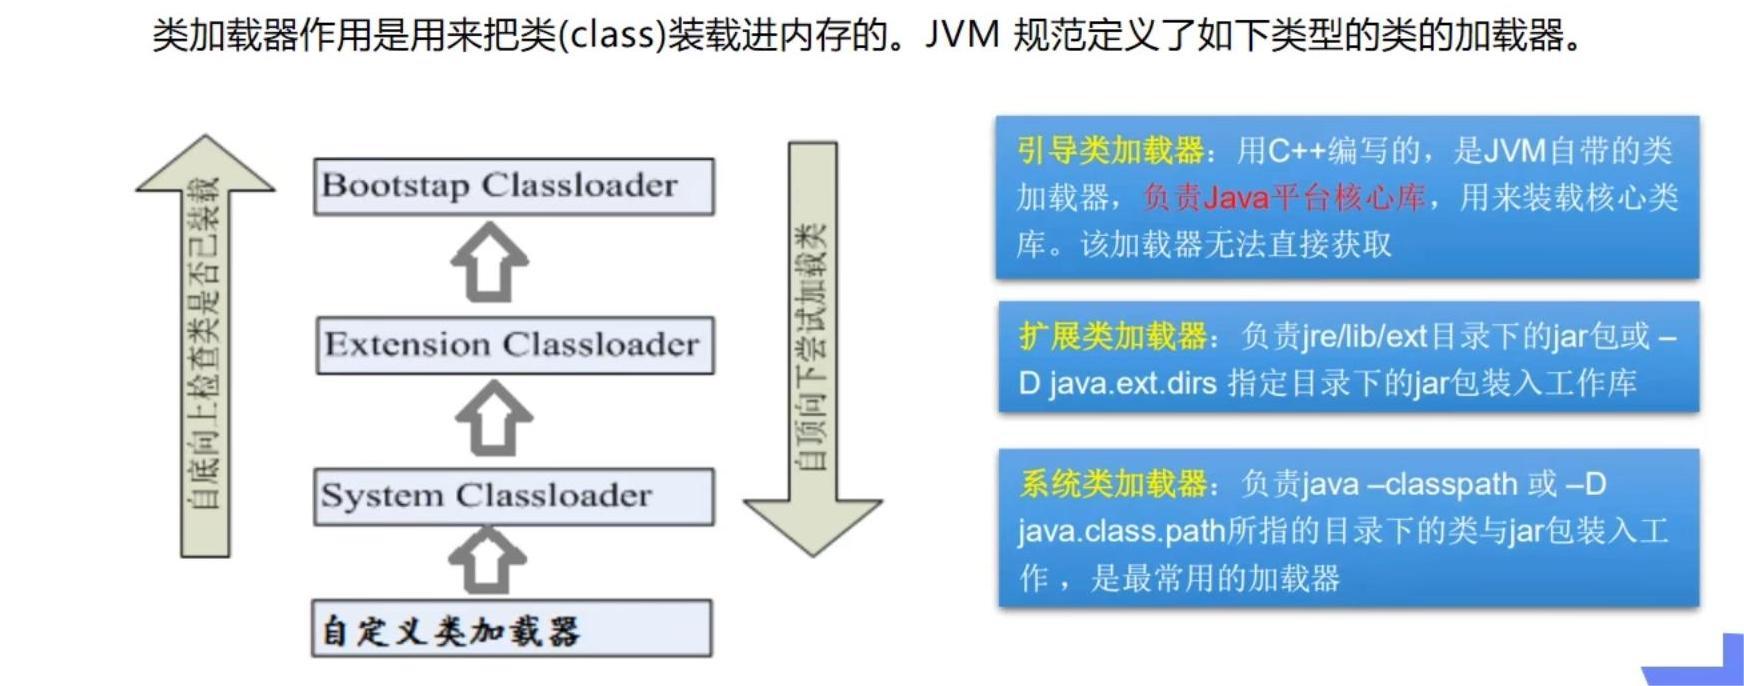 类加载器作用是用来把类(class)装载进内存的。JVM 规范定义了如下类型的类的加载器。
自底向上检查类是否已装载
Bootstap Classloader
Extension Classloader
System Classloader
自定义类加载器
自顶向下尝试加载类
引导类加载器：用C++编写的，是JVM自带的类
加载器，负责Java平台核心库，用来装载核心类
库。该加载器无法直接获取
扩展类加载器：负责jre/lib/ext目录下的jar包或 –
D java.ext.dirs 指定目录下的jar包装入工作库
系统类加载器：负责java –classpath 或 –D
java.class.path所指的目录下的类与jar包装入工
作 ，是最常用的加载器